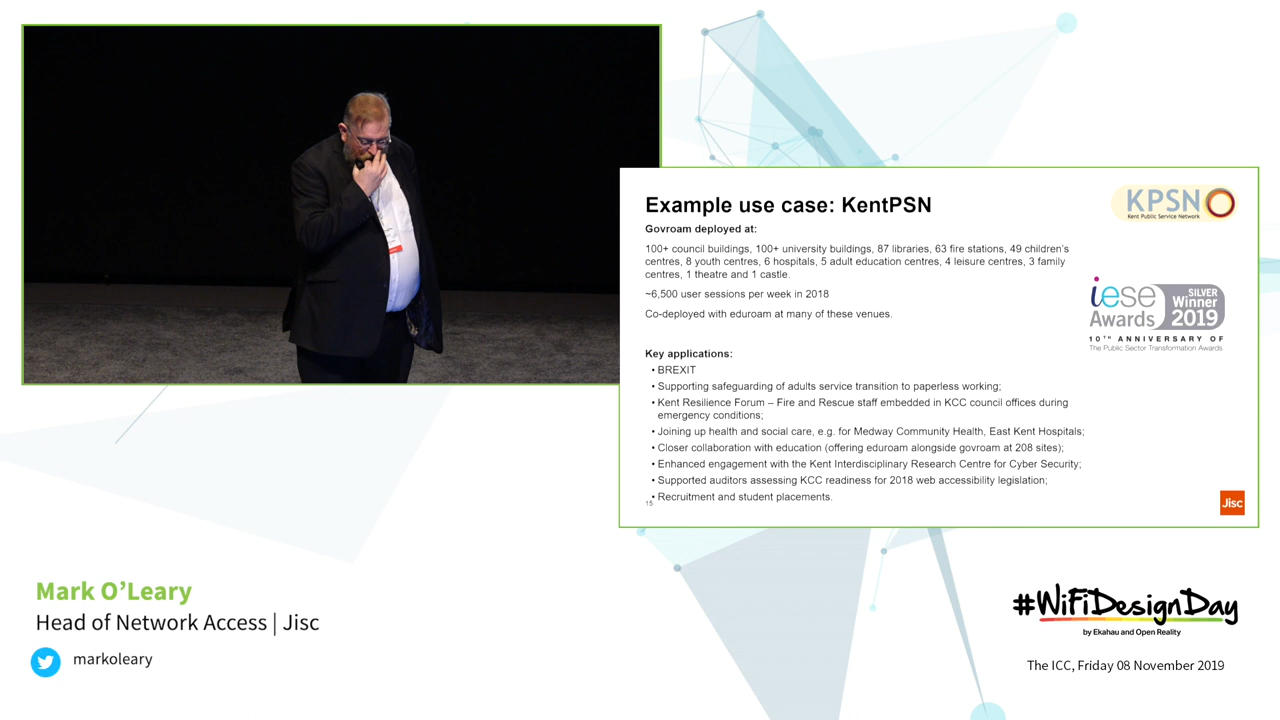 Example use case: KentPSN
KPSN
Kent Public Service Network
Govroam deployed at:
100+ council buildings, 100+ university buildings, 87 libraries, 63 fire stations, 49 children's
centres, 8 youth centres, 6 hospitals, 5 adult education centres, 4 leisure centres, 3 family
centres, 1 theatre and 1 castle.
~6,500 user sessions per week in 2018
Co-deployed with eduroam at many of these venues.
iese
Awards
SILVER
Winner
2019
10TH ANNIVERSARY OF
The Public Sector Transformation Awards
Key applications:
• BREXIT
• Supporting safeguarding of adults service transition to paperless working;
• Kent Resilience Forum – Fire and Rescue staff embedded in KCC council offices during
emergency conditions;
• Joining up health and social care, e.g. for Medway Community Health, East Kent Hospitals;
• Closer collaboration with education (offering eduroam alongside govroam at 208 sites);
• Enhanced engagement with the Kent Interdisciplinary Research Centre for Cyber Security;
• Supported auditors assessing KCC readiness for 2018 web accessibility legislation;
• Recruitment and student placements.
15
Jisc
Mark O'Leary
Head of Network Access | Jisc
markoleary
#WiFiDesignDay
by Ekahau and Open Reality
The ICC, Friday 08 November 2019